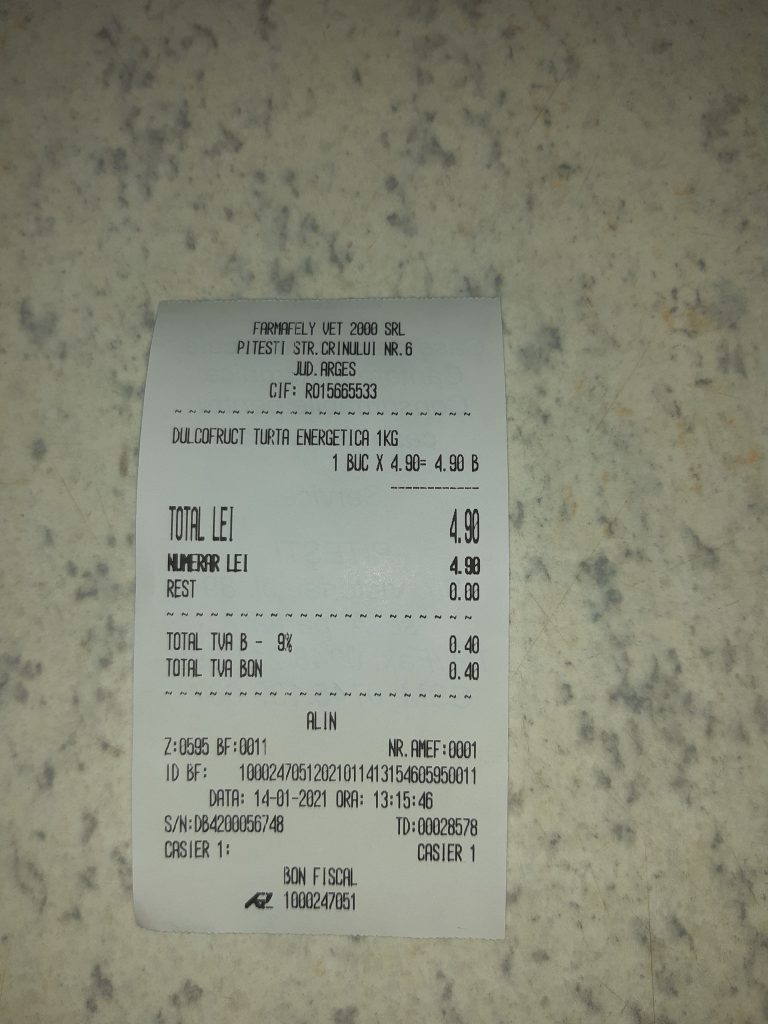 FARMAFELY VET 2000 SRL
PITESTI STR.CRINULUI NR.6
JUD.ARGES
CIF: RO15665533
~ ~ ~ ~ ~ ~ ~ ~ ~ ~ ~ ~ ~ ~ ~ ~ ~ ~ ~ ~ ~
DULCOFRUCT TURTA ENERGETICA 1KG
1 BUC X 4.90= 4.90 B
------------
TOTAL LEI 4.90
NUMERAR LEI 4.90
REST 0.00
~ ~ ~ ~ ~ ~ ~ ~ ~ ~ ~ ~ ~ ~ ~ ~ ~ ~ ~ ~ ~
TOTAL TVA B - 9% 0.40
TOTAL TVA BON 0.40
~ ~ ~ ~ ~ ~ ~ ~ ~ ~ ~ ~ ~ ~ ~ ~ ~ ~ ~ ~ ~
ALIN
Z:0595 BF:0011 NR.AMEF:0001
ID BF: 10002470512021011413154605950011
DATA: 14-01-2021 ORA: 13:15:46
S/N:DB4200056748 TD:00028578
CASIER 1: CASIER 1
BON FISCAL
1000247051